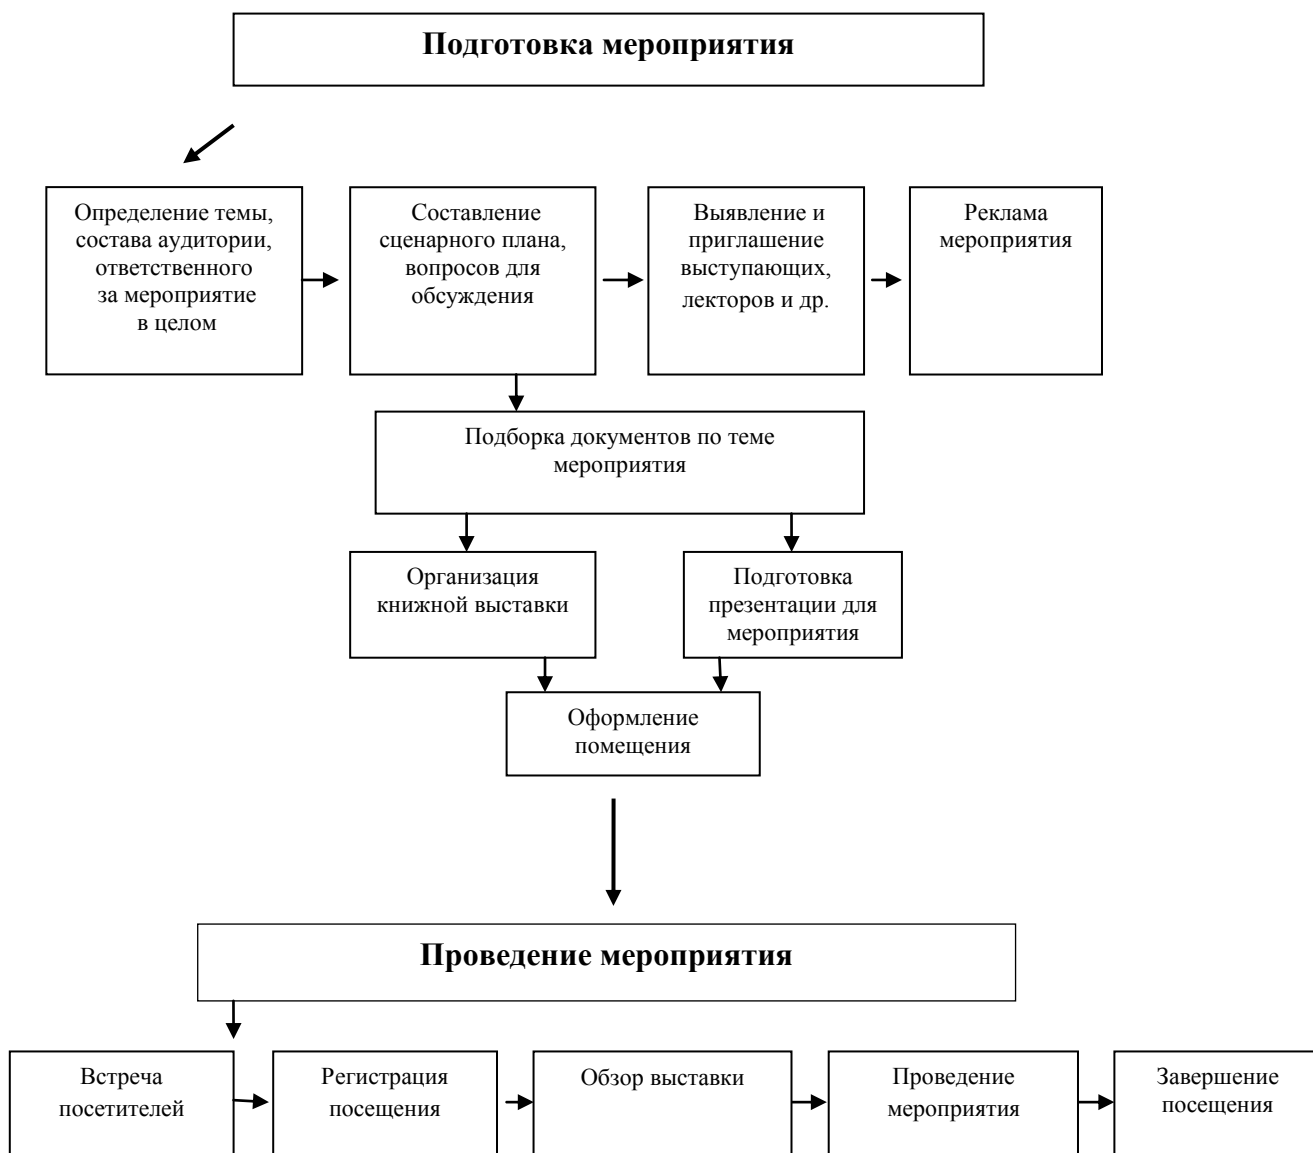 Подготовка мероприятия
Определение темы,
состава аудитории,
ответственного
за мероприятие
в целом
Составление
сценарного плана,
вопросов для
обсуждения
Выявление и
приглашение
выступающих,
лекторов и др.
Реклама
мероприятия
Подборка документов по теме
мероприятия
Организация
книжной выставки
Подготовка
презентации для
мероприятия
Оформление
помещения
Проведение мероприятия
Встреча
посетителей
Регистрация
посещения
Обзор выставки
Проведение
мероприятия
Завершение
посещения